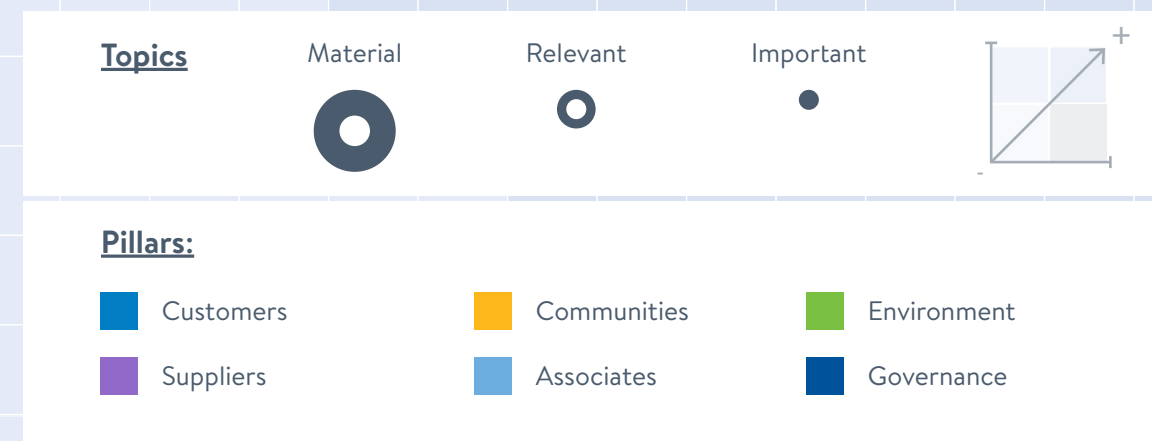 Topics
Material
Relevant
Important
+
-
Pillars:
Customers
Communities
Environment
Suppliers
Associates
Governance